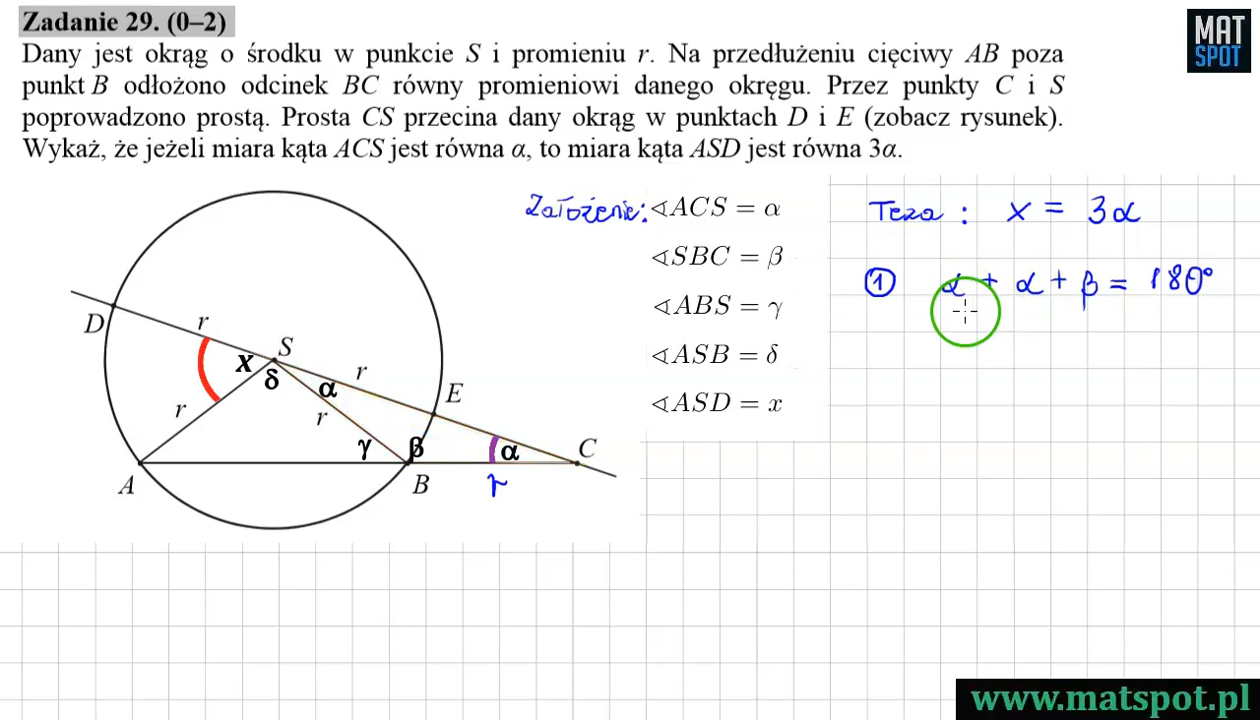 Zadanie 29. (0–2)
MAT
SPOT
Dany jest okrąg o środku w punkcie S i promieniu r. Na przedłużeniu cięciwy AB poza
punkt B odłożono odcinek BC równy promieniowi danego okręgu. Przez punkty C i S
poprowadzono prostą. Prosta CS przecina dany okrąg w punktach D i E (zobacz rysunek).
Wykaż, że jeżeli miara kąta ACS jest równa α, to miara kąta ASD jest równa 3α.
Założenie: ∢ACS = α
∢SBC = β
∢ABS = γ
∢ASB = δ
∢ASD = x
Teza : x = 3α
① α + α + β = 180°
D
r
S
x
δ
α
r
E
r
r
γ
β
α
C
A
B
r
www.matspot.pl